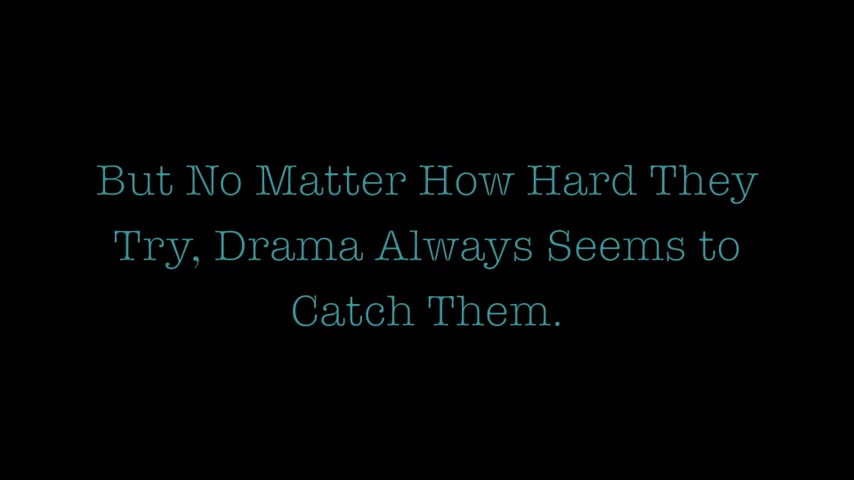 But No Matter How Hard They
Try, Drama Always Seems to
Catch Them.